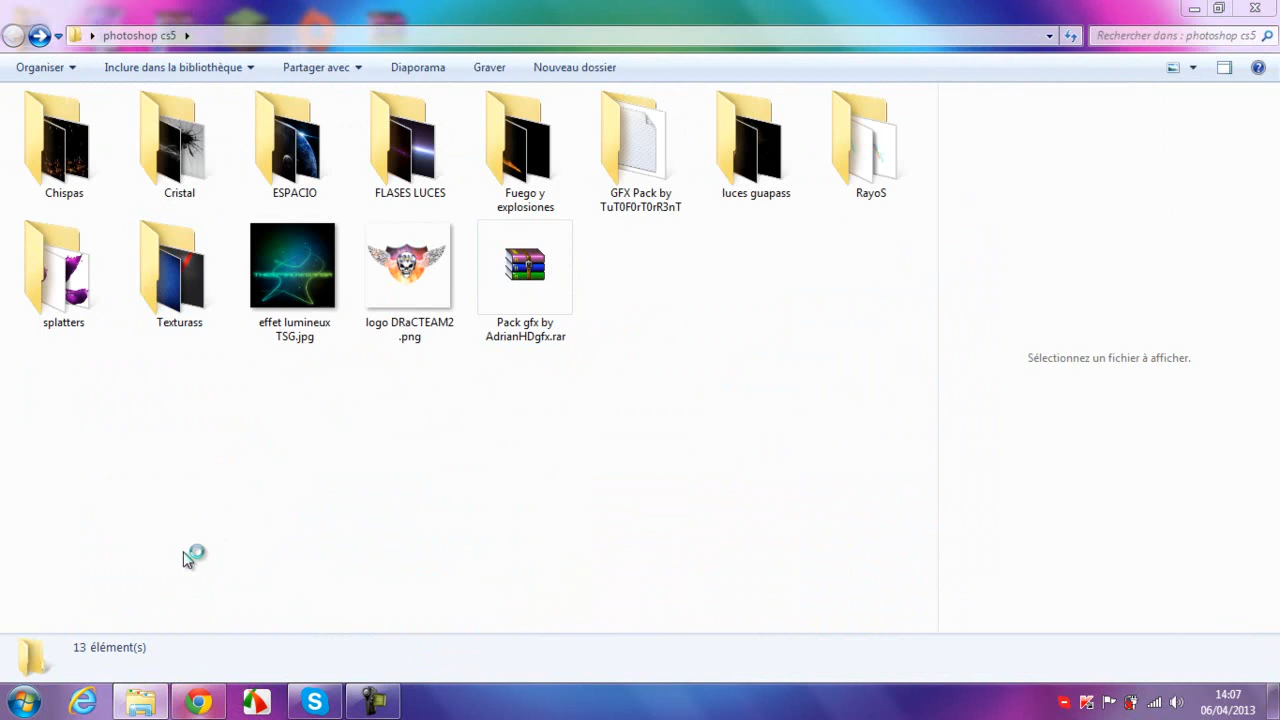 photoshop cs5
Rechercher dans : photoshop cs5
Organiser
Inclure dans la bibliothèque
Partager avec
Diaporama
Graver
Nouveau dossier
Chispas
Cristal
ESPACIO
FLASES LUCES
Fuego y
explosiones
GFX Pack by
TuT0F0rT0rR3nT
luces guapass
RayoS
splatters
Texturass
effet lumineux
TSG.jpg
logo DRaCTEAM2
.png
Pack gfx by
AdrianHDgfx.rar
Sélectionnez un fichier à afficher.
13 élément(s)
14:07
06/04/2013